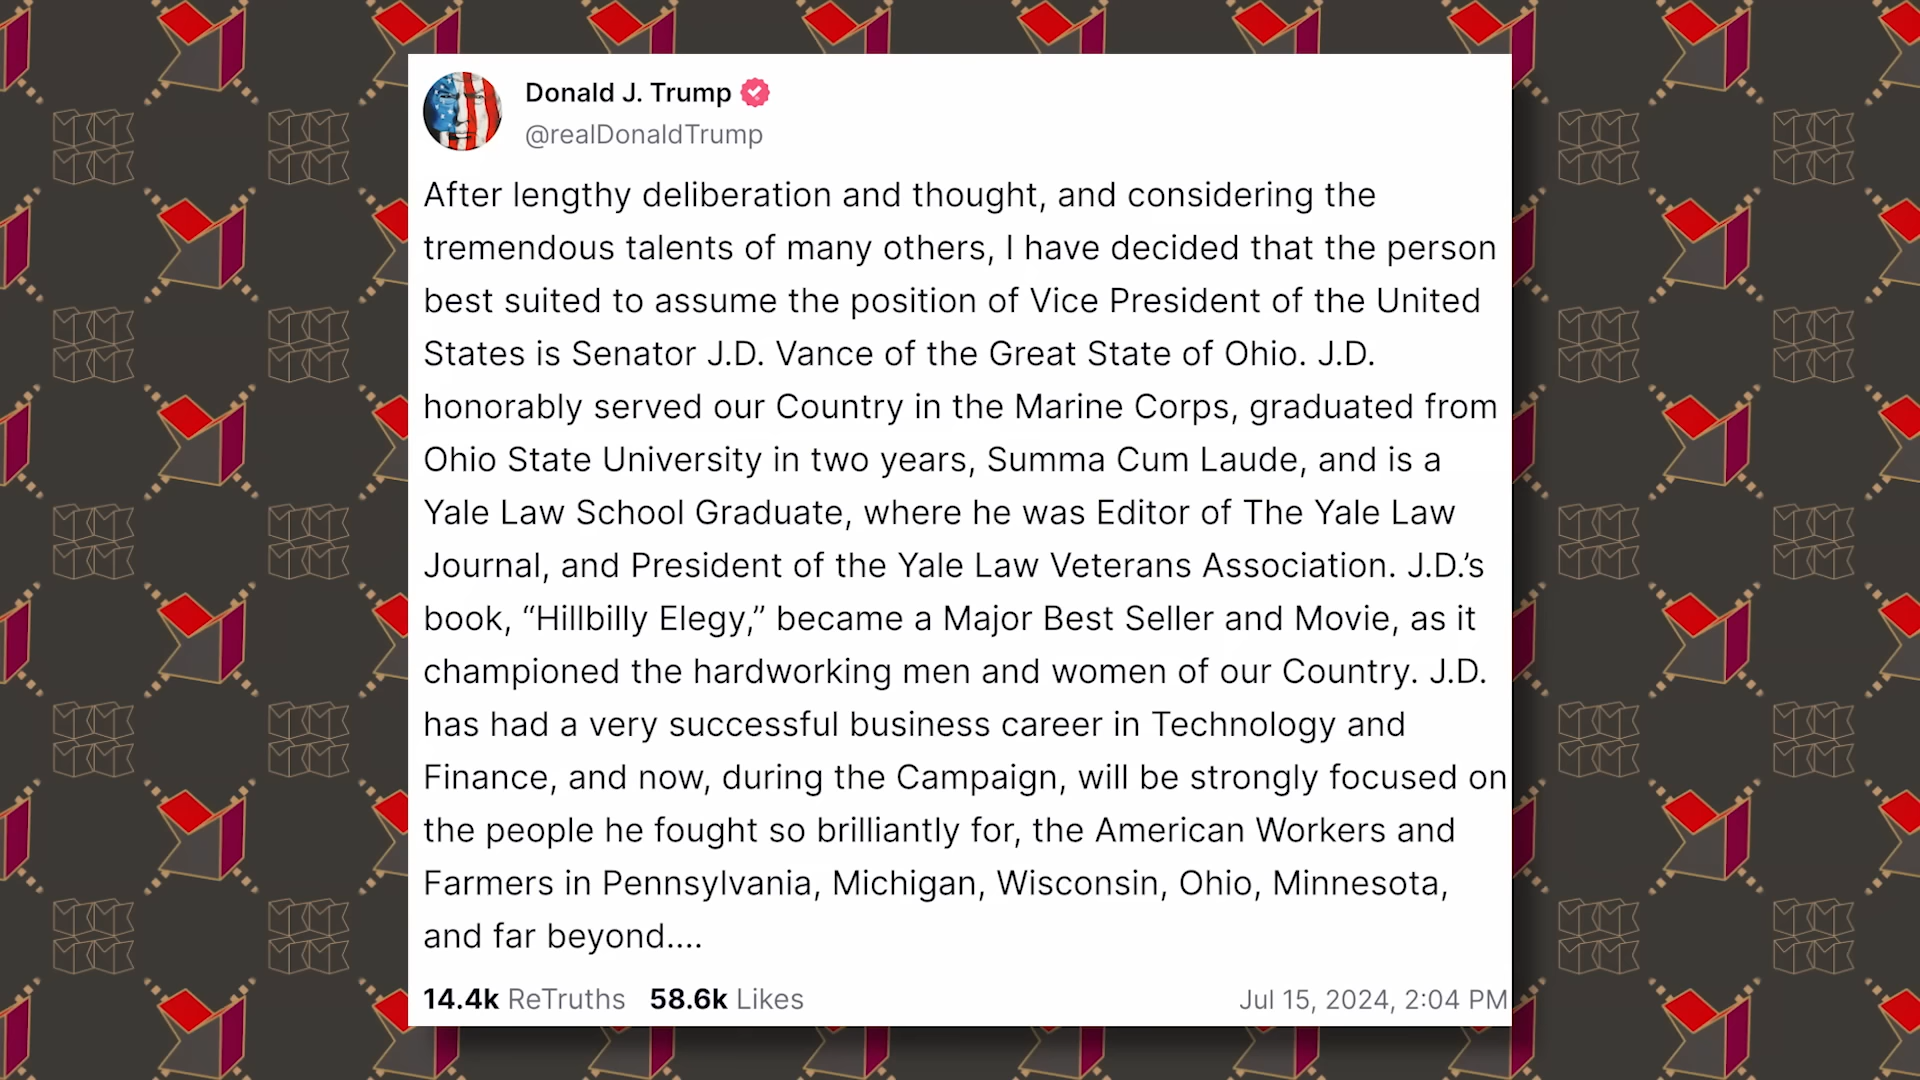 Donald J. Trump
@realDonaldTrump
After lengthy deliberation and thought, and considering the
tremendous talents of many others, I have decided that the person
best suited to assume the position of Vice President of the United
States is Senator J.D. Vance of the Great State of Ohio. J.D.
honorably served our Country in the Marine Corps, graduated from
Ohio State University in two years, Summa Cum Laude, and is a
Yale Law School Graduate, where he was Editor of The Yale Law
Journal, and President of the Yale Law Veterans Association. J.D.’s
book, “Hillbilly Elegy,” became a Major Best Seller and Movie, as it
championed the hardworking men and women of our Country. J.D.
has had a very successful business career in Technology and
Finance, and now, during the Campaign, will be strongly focused on
the people he fought so brilliantly for, the American Workers and
Farmers in Pennsylvania, Michigan, Wisconsin, Ohio, Minnesota,
and far beyond....
14.4k ReTruths 58.6k Likes Jul 15, 2024, 2:04 PM